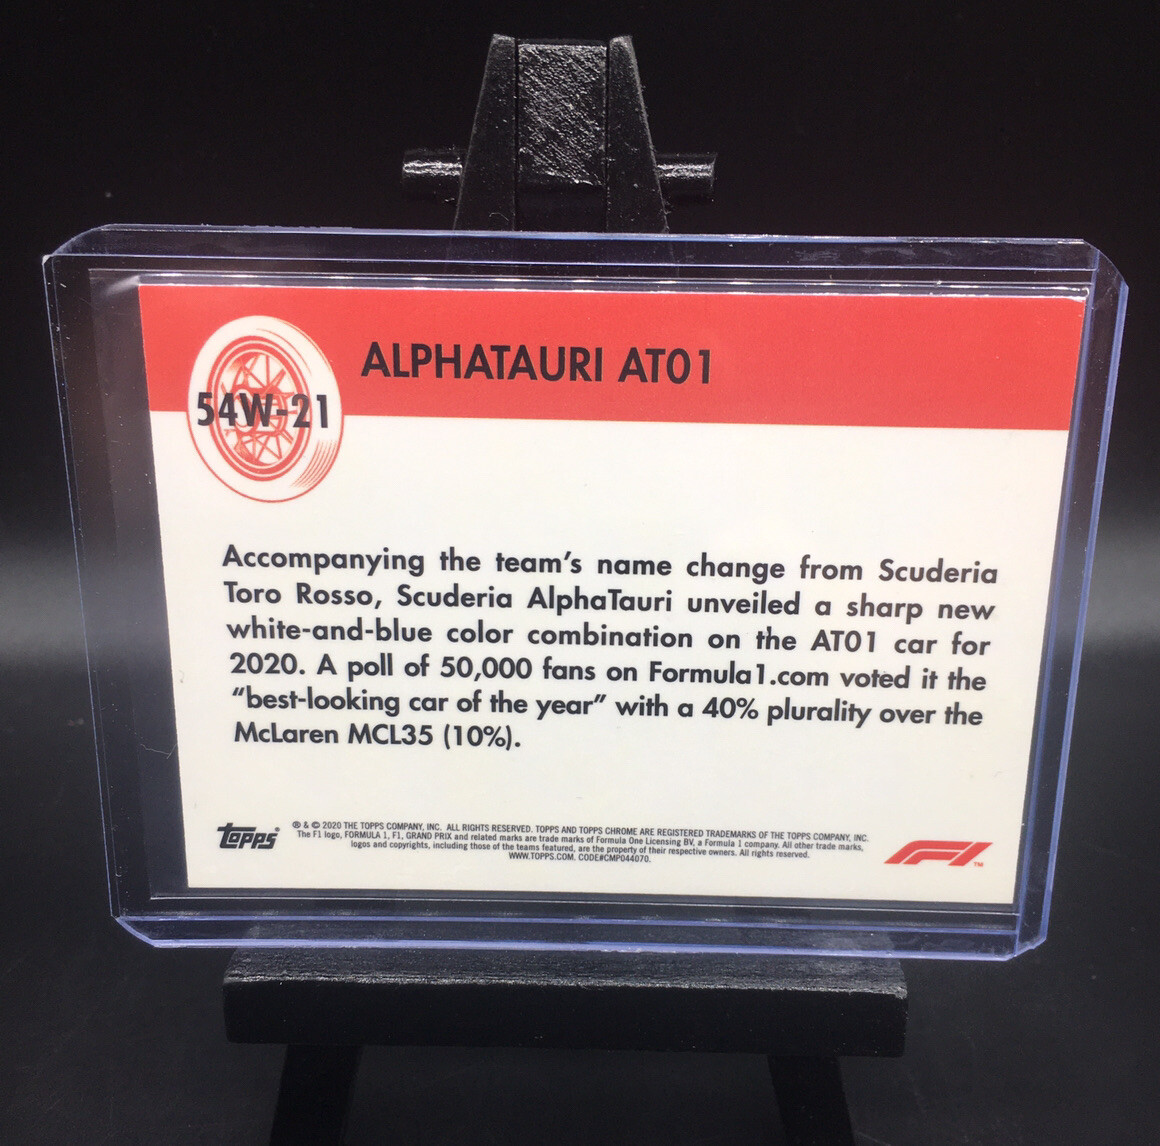 ALPHATAURI AT01
54W-21
Accompanying the team's name change from Scuderia
Toro Rosso, Scuderia AlphaTauri unveiled a sharp new
white-and-blue color combination on the AT01 car for
2020. A poll of 50,000 fans on Formula1.com voted it the
“best-looking car of the year” with a 40% plurality over the
McLaren MCL35 (10%).
topps
® & © 2020 THE TOPPS COMPANY, INC. ALL RIGHTS RESERVED. TOPPS AND TOPPS CHROME ARE REGISTERED TRADEMARKS OF THE TOPPS COMPANY, INC.
The F1 logo, FORMULA 1, F1, GRAND PRIX and related marks are trade marks of Formula One Licensing BV, a Formula 1 company. All other trade marks,
logos and copyrights, including those of the teams featured, are the property of their respective owners. All rights reserved.
WWW.TOPPS.COM. CODE#CMP044070.
F1 TM